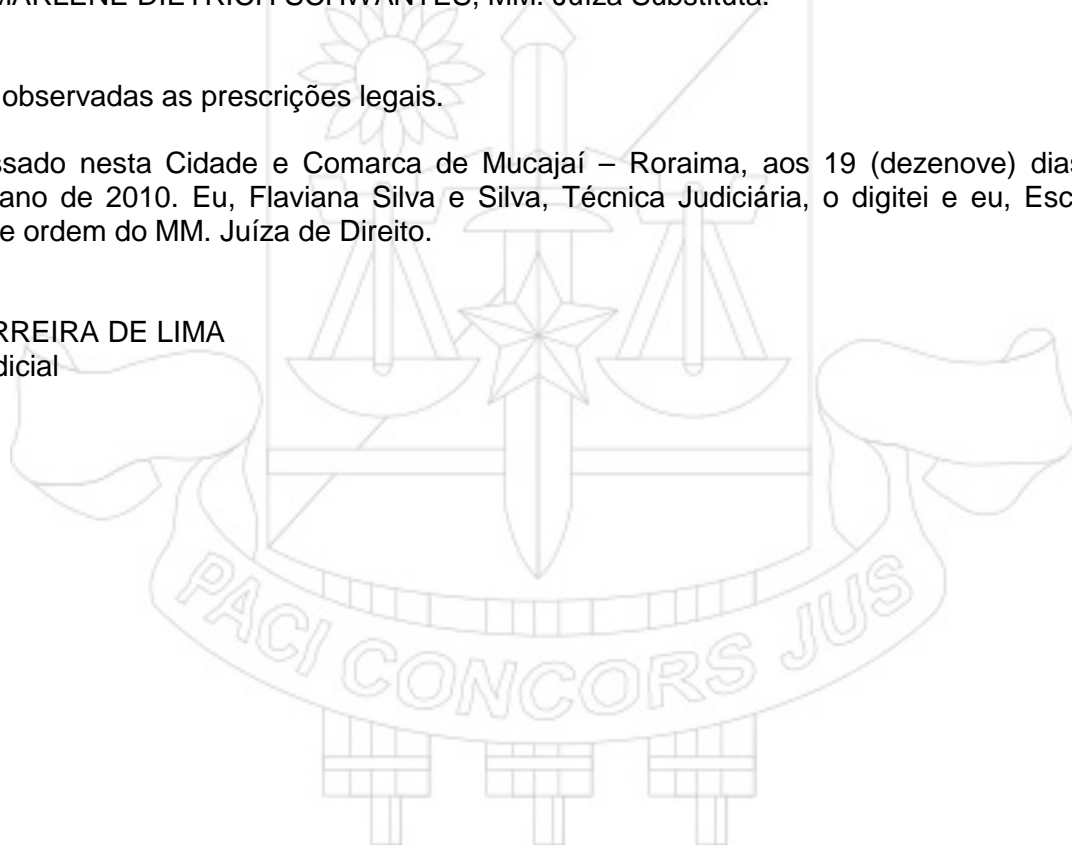 MARLENE DIETRICH SCHWANTES, MM. Juíza Substituta.
observadas as prescrições legais.
ssado nesta Cidade e Comarca de Mucajaí – Roraima, aos 19 (dezenove) dias
ano de 2010. Eu, Flaviana Silva e Silva, Técnica Judiciária, o digitei e eu, Esc
e ordem do MM. Juíza de Direito.
RREIRA DE LIMA
dicial
PACI CONCORS JUS